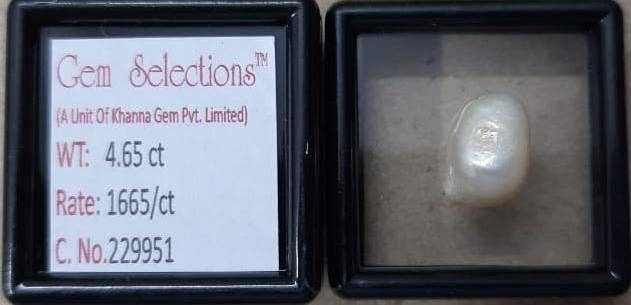 Gem Selections™
(A Unit Of Khanna Gem Pvt. Limited)
WT: 4.65 ct
Rate: 1665/ct
C. No.229951